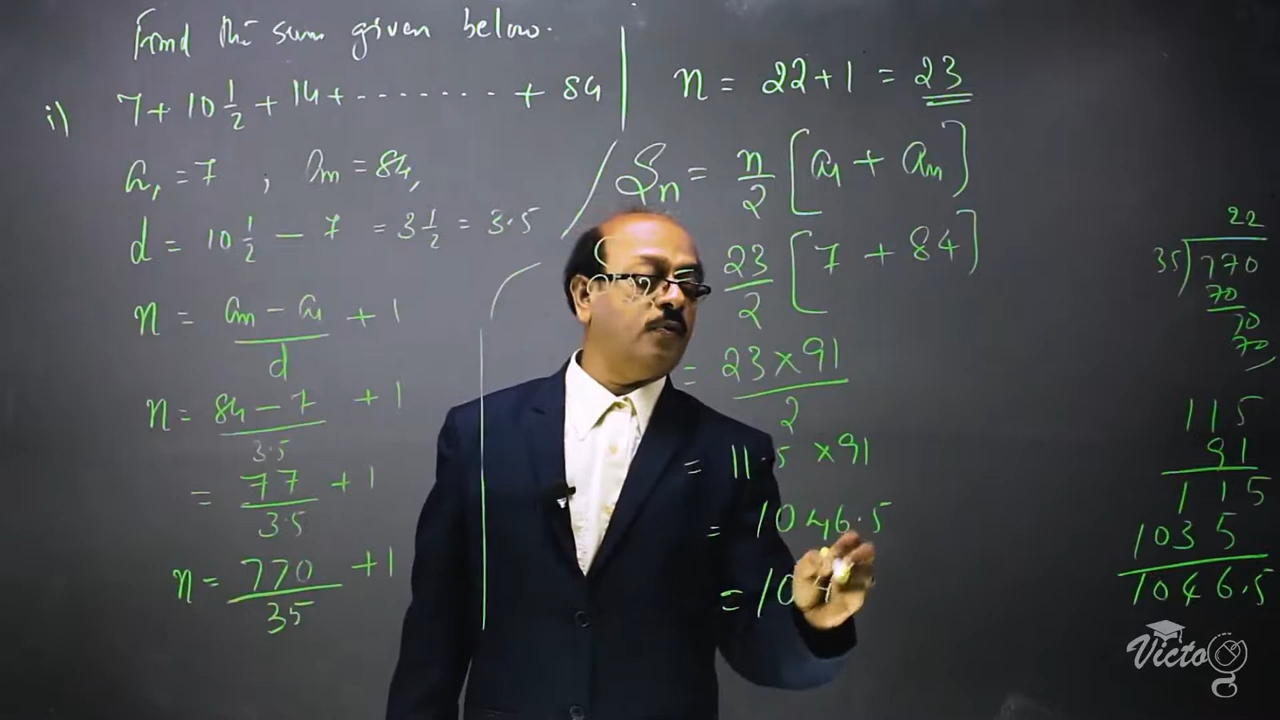 Find the sum given below.
i) 7 + 10 1/2 + 14 + ........ + 84
a₁ = 7 ; aₙ = 84,
d = 10 1/2 - 7 = 3 1/2 = 3.5
n = (aₙ - a₁)/d + 1
n = (84 - 7)/3.5 + 1
= 77/3.5 + 1
n = 770/35 + 1
n = 22 + 1 = 23
Sₙ = n/2 [a₁ + aₙ]
23/2 [7 + 84]
= (23 × 91)/2
= 11.5 × 91
= 1046.5
= 104
22
35) 770
70
70
70
115
91
115
1035
1046.5
Victo